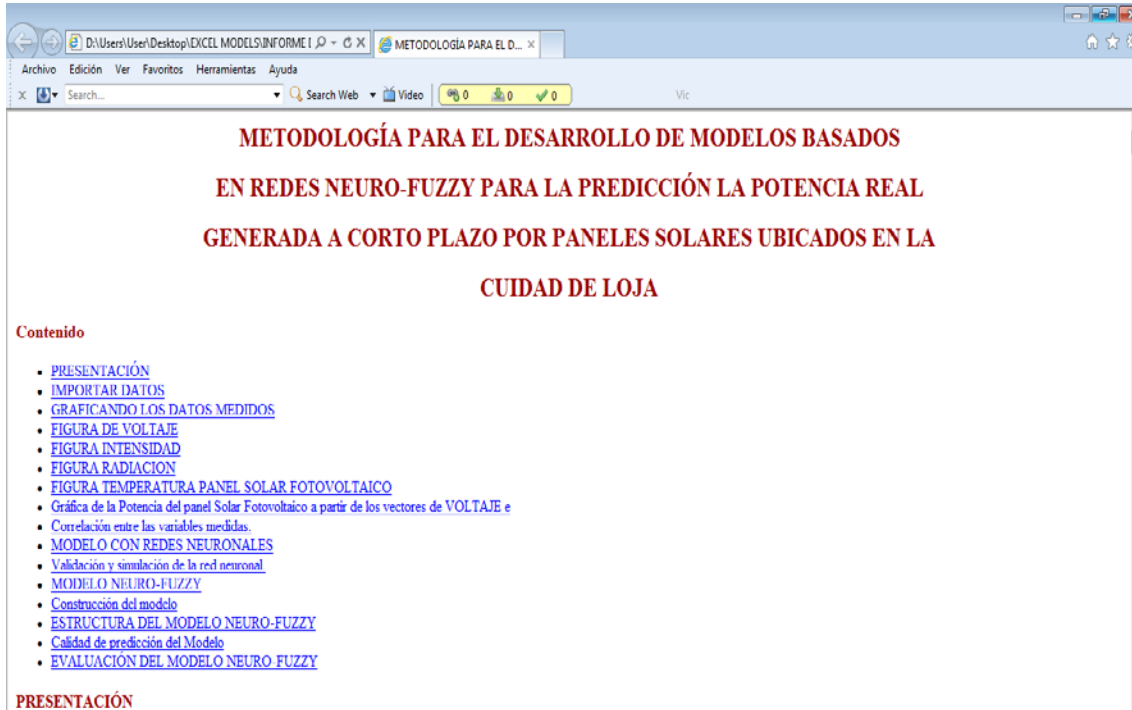 D:\Users\User\Desktop\EXCEL MODELS\INFORME I
METODOLOGÍA PARA EL D...
Archivo Edición Ver Favoritos Herramientas Ayuda
Search... Search Web Video 0 0 0 Vic
METODOLOGÍA PARA EL DESARROLLO DE MODELOS BASADOS
EN REDES NEURO-FUZZY PARA LA PREDICCIÓN LA POTENCIA REAL
GENERADA A CORTO PLAZO POR PANELES SOLARES UBICADOS EN LA
CUIDAD DE LOJA
Contenido
PRESENTACIÓN
IMPORTAR DATOS
GRAFICANDO LOS DATOS MEDIDOS
FIGURA DE VOLTAJE
FIGURA INTENSIDAD
FIGURA RADIACION
FIGURA TEMPERATURA PANEL SOLAR FOTOVOLTAICO
Gráfica de la Potencia del panel Solar Fotovoltaico a partir de los vectores de VOLTAJE e
Correlación entre las variables medidas.
MODELO CON REDES NEURONALES
Validación y simulación de la red neuronal
MODELO NEURO-FUZZY
Construcción del modelo
ESTRUCTURA DEL MODELO NEURO-FUZZY
Calidad de predicción del Modelo
EVALUACIÓN DEL MODELO NEURO-FUZZY
PRESENTACIÓN